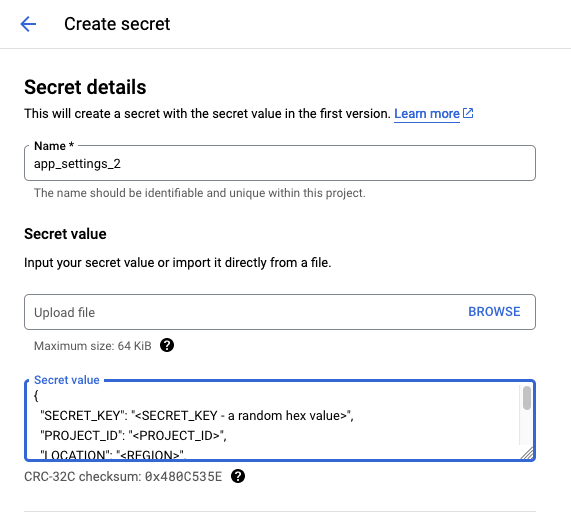 Create secret
Secret details
This will create a secret with the secret value in the first version. Learn more
Name *
app_settings_2
The name should be identifiable and unique within this project.
Secret value
Input your secret value or import it directly from a file.
Upload file
BROWSE
Maximum size: 64 KiB ?
Secret value
{
"SECRET_KEY": "<SECRET_KEY - a random hex value>",
"PROJECT_ID": "<PROJECT_ID>",
"LOCATION": "<REGION>",
CRC-32C checksum: 0x480C535E ?